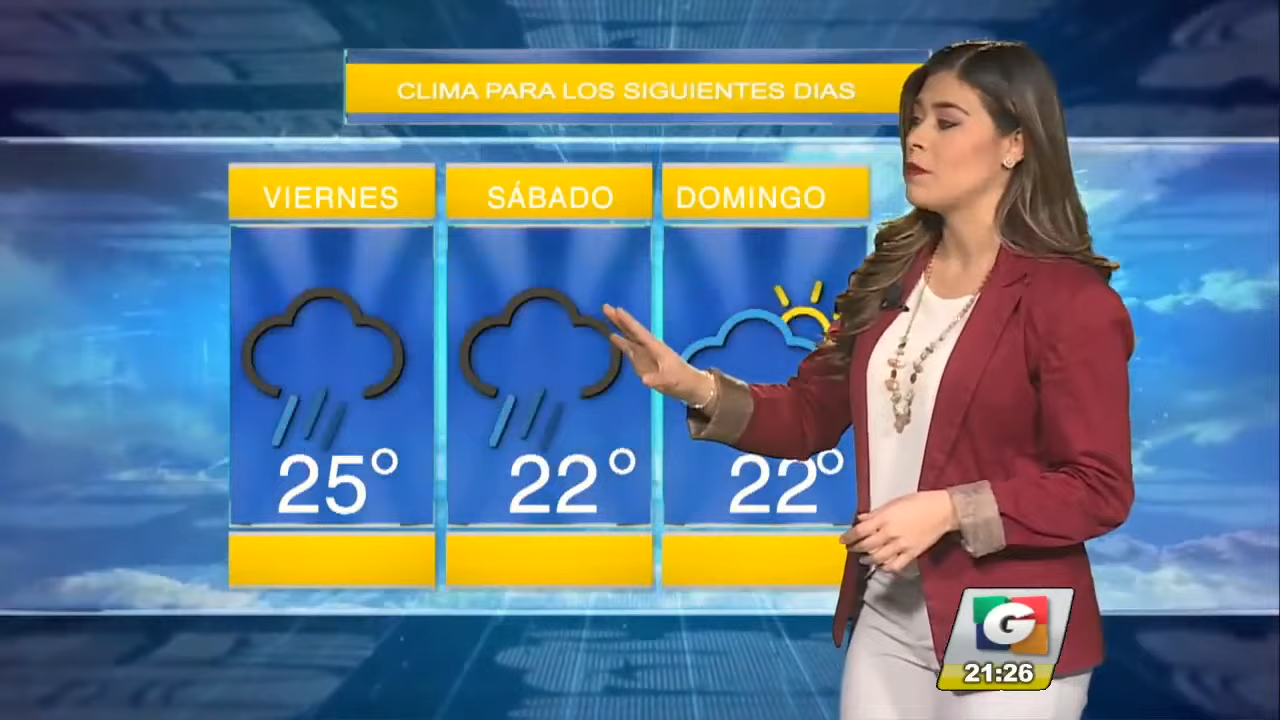 CLIMA PARA LOS SIGUIENTES DIAS
VIERNES
SÁBADO
DOMINGO
25°
22°
22°
G
21:26